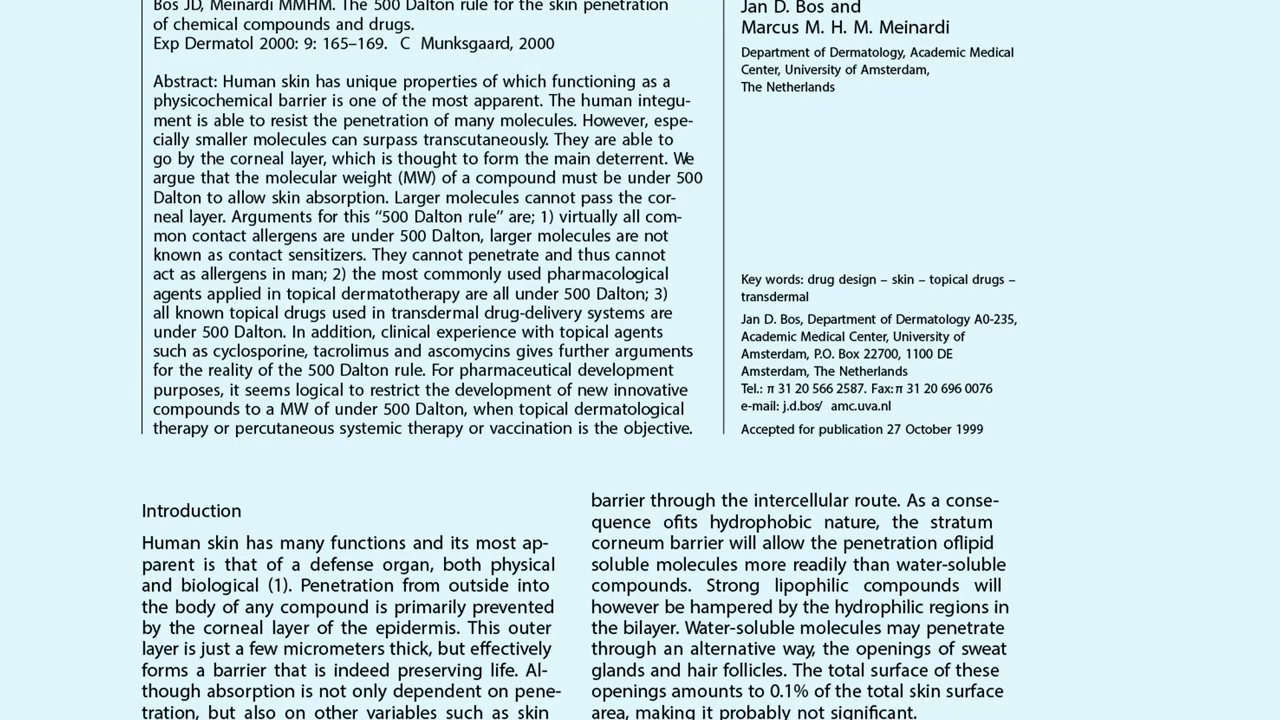 Bos JD, Meinardi MMHM. The 500 Dalton rule for the skin penetration
of chemical compounds and drugs.
Exp Dermatol 2000: 9: 165–169. C Munksgaard, 2000
Abstract: Human skin has unique properties of which functioning as a
physicochemical barrier is one of the most apparent. The human integu-
ment is able to resist the penetration of many molecules. However, espe-
cially smaller molecules can surpass transcutaneously. They are able to
go by the corneal layer, which is thought to form the main deterrent. We
argue that the molecular weight (MW) of a compound must be under 500
Dalton to allow skin absorption. Larger molecules cannot pass the cor-
neal layer. Arguments for this “500 Dalton rule” are; 1) virtually all com-
mon contact allergens are under 500 Dalton, larger molecules are not
known as contact sensitizers. They cannot penetrate and thus cannot
act as allergens in man; 2) the most commonly used pharmacological
agents applied in topical dermatotherapy are all under 500 Dalton; 3)
all known topical drugs used in transdermal drug-delivery systems are
under 500 Dalton. In addition, clinical experience with topical agents
such as cyclosporine, tacrolimus and ascomycins gives further arguments
for the reality of the 500 Dalton rule. For pharmaceutical development
purposes, it seems logical to restrict the development of new innovative
compounds to a MW of under 500 Dalton, when topical dermatological
therapy or percutaneous systemic therapy or vaccination is the objective.
Jan D. Bos and
Marcus M. H. M. Meinardi
Department of Dermatology, Academic Medical
Center, University of Amsterdam,
The Netherlands
Key words: drug design – skin – topical drugs –
transdermal
Jan D. Bos, Department of Dermatology A0-235,
Academic Medical Center, University of
Amsterdam, P.O. Box 22700, 1100 DE
Amsterdam, The Netherlands
Tel.: π 31 20 566 2587. Fax:π 31 20 696 0076
e-mail: j.d.bos/ amc.uva.nl
Accepted for publication 27 October 1999
Introduction
Human skin has many functions and its most ap-
parent is that of a defense organ, both physical
and biological (1). Penetration from outside into
the body of any compound is primarily prevented
by the corneal layer of the epidermis. This outer
layer is just a few micrometers thick, but effectively
forms a barrier that is indeed preserving life. Al-
though absorption is not only dependent on pene-
tration, but also on other variables such as skin
barrier through the intercellular route. As a conse-
quence ofits hydrophobic nature, the stratum
corneum barrier will allow the penetration oflipid
soluble molecules more readily than water-soluble
compounds. Strong lipophilic compounds will
however be hampered by the hydrophilic regions in
the bilayer. Water-soluble molecules may penetrate
through an alternative way, the openings of sweat
glands and hair follicles. The total surface of these
openings amounts to 0.1% of the total skin surface
area, making it probably not significant.